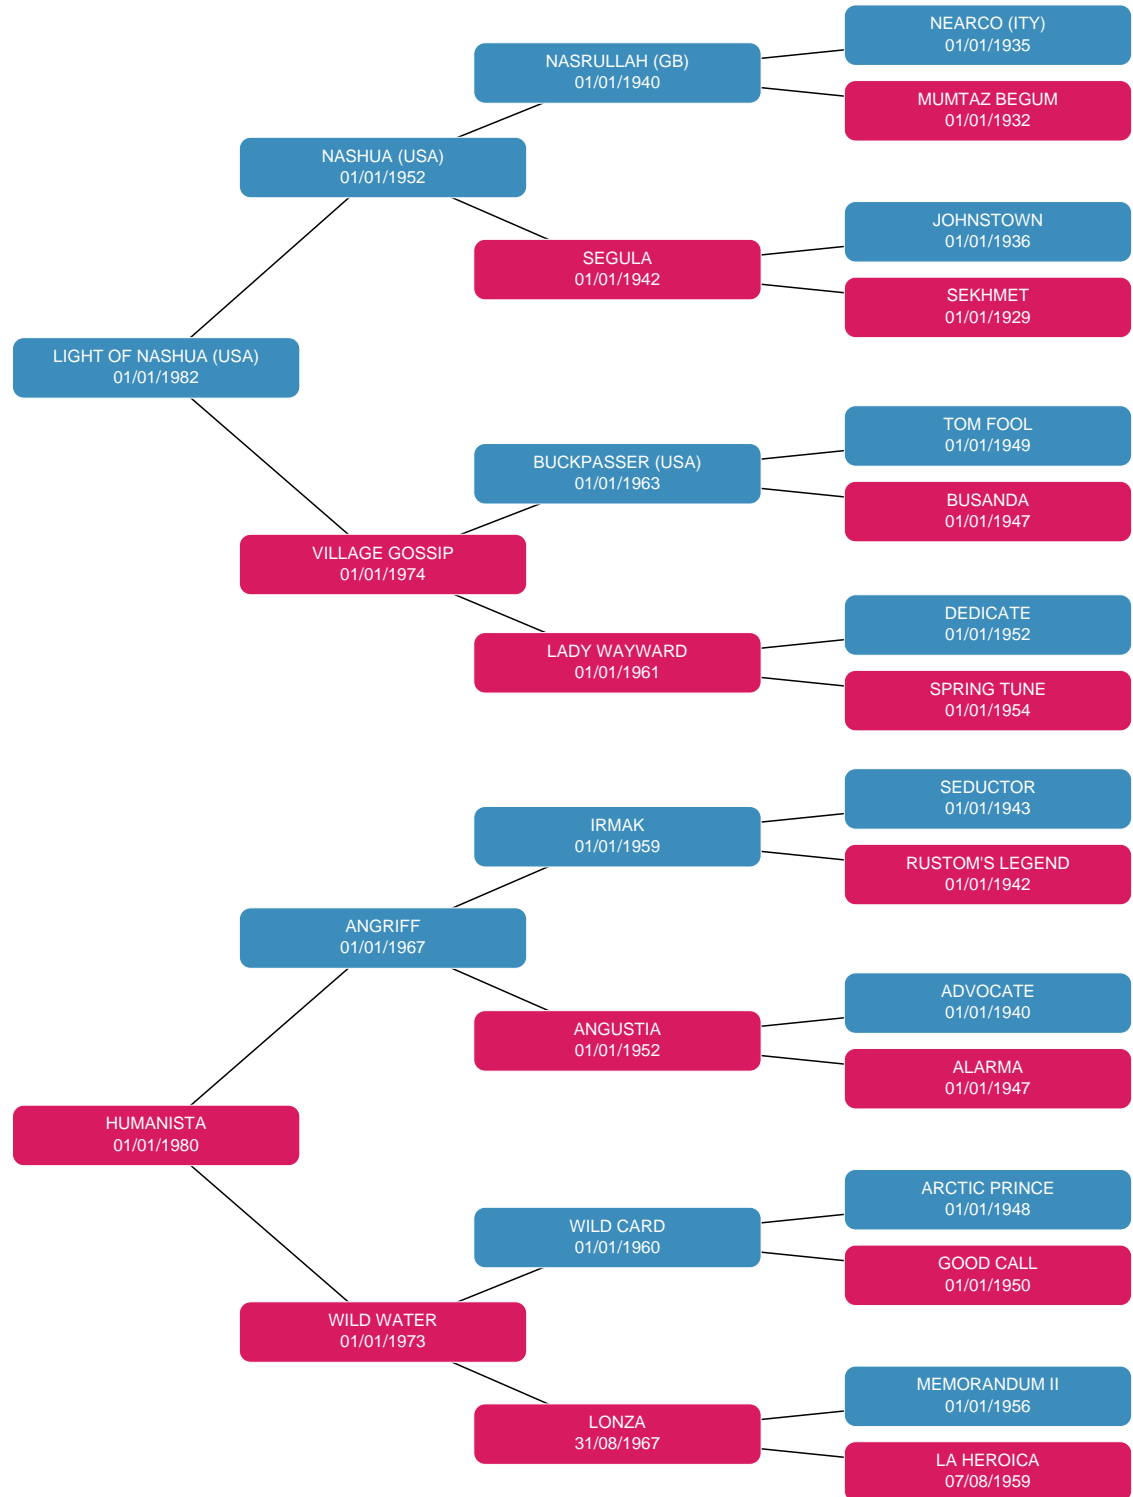 NEARCO (ITY)
01/01/1935
NASRULLAH (GB)
01/01/1940
MUMTAZ BEGUM
01/01/1932
NASHUA (USA)
01/01/1952
JOHNSTOWN
01/01/1936
SEGULA
01/01/1942
SEKHMET
01/01/1929
LIGHT OF NASHUA (USA)
01/01/1982
TOM FOOL
01/01/1949
BUCKPASSER (USA)
01/01/1963
BUSANDA
01/01/1947
VILLAGE GOSSIP
01/01/1974
DEDICATE
01/01/1952
LADY WAYWARD
01/01/1961
SPRING TUNE
01/01/1954
SEDUCTOR
01/01/1943
IRMAK
01/01/1959
RUSTOM'S LEGEND
01/01/1942
ANGRIFF
01/01/1967
ADVOCATE
01/01/1940
ANGUSTIA
01/01/1952
ALARMA
01/01/1947
HUMANISTA
01/01/1980
ARCTIC PRINCE
01/01/1948
WILD CARD
01/01/1960
GOOD CALL
01/01/1950
WILD WATER
01/01/1973
MEMORANDUM II
01/01/1956
LONZA
31/08/1967
LA HEROICA
07/08/1959